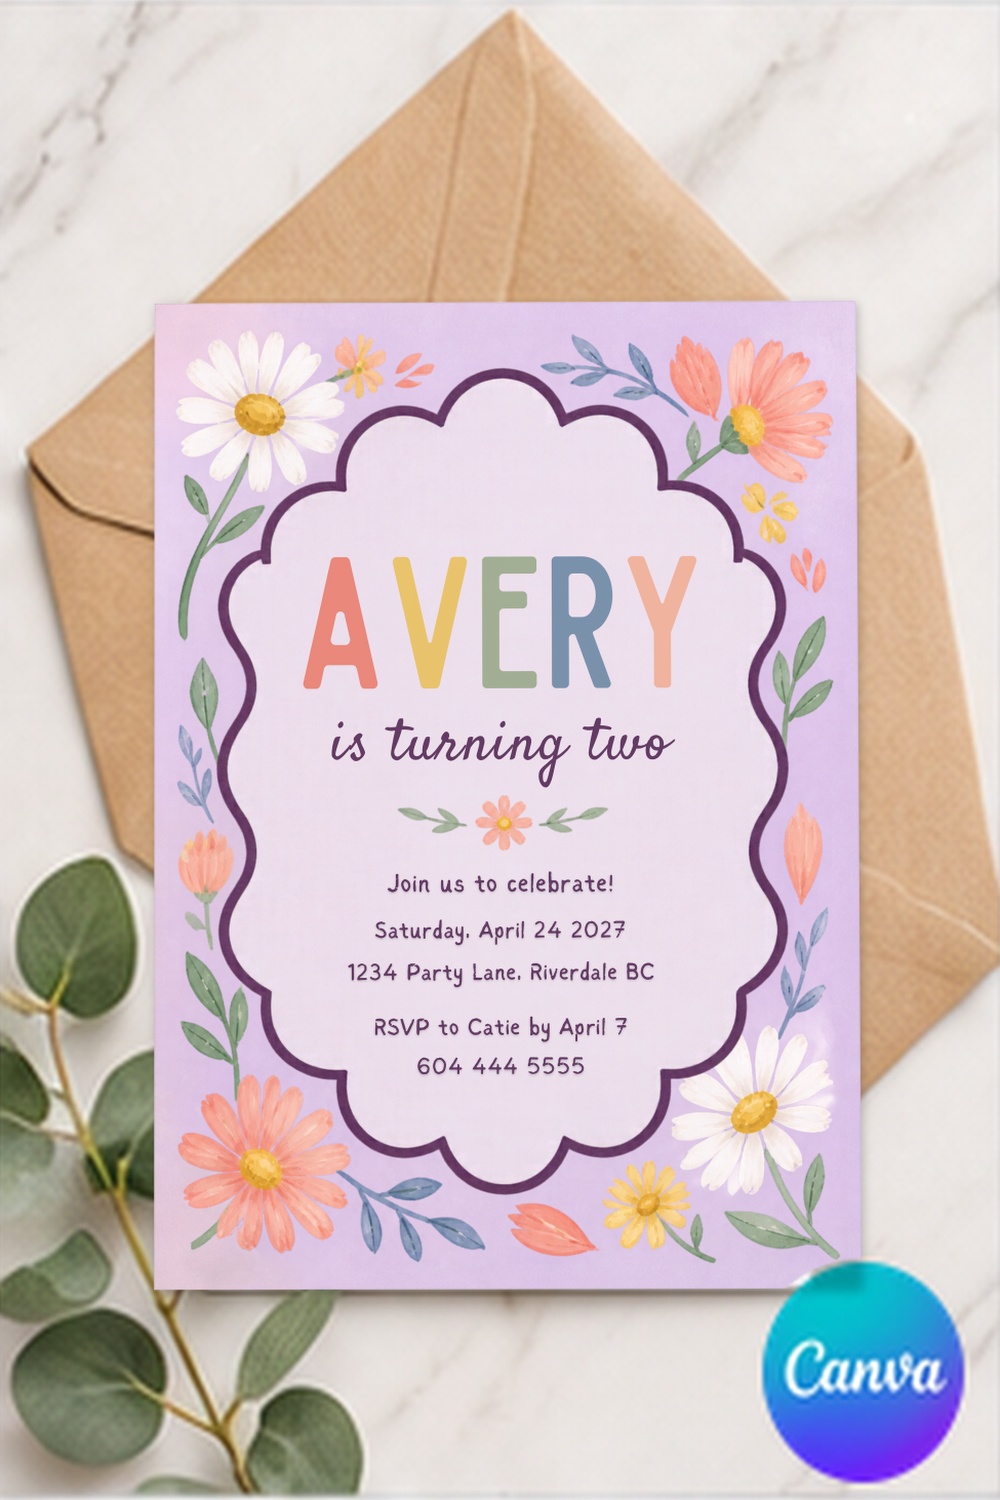 AVERY
is turning two
Join us to celebrate!
Saturday, April 24 2027
1234 Party Lane, Riverdale BC
RSVP to Catie by April 7
604 444 5555
Canva